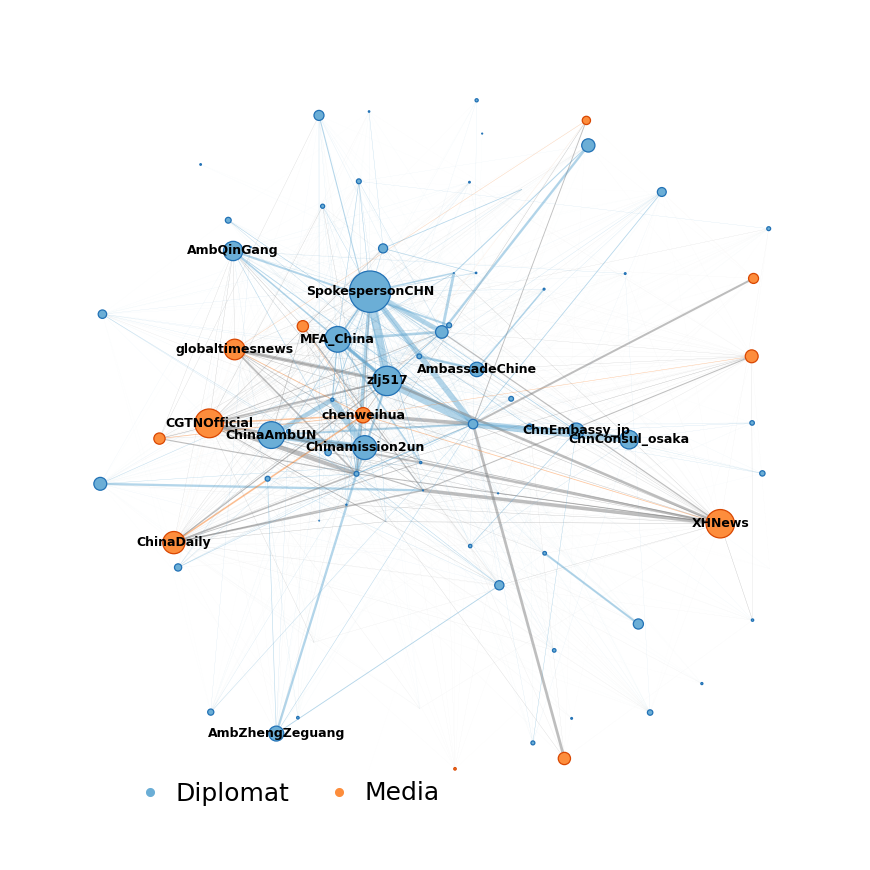 AmbQinGang
SpokespersonCHN
MFA_China
globaltimesnews
AmbassadeChine
zlj517
chenweihua
CGTNOfficial
ChnEmbassy_jp
ChinaAmbUN
ChnConsul_osaka
Chinamission2un
XHNews
ChinaDaily
AmbZhengZeguang
Diplomat Media